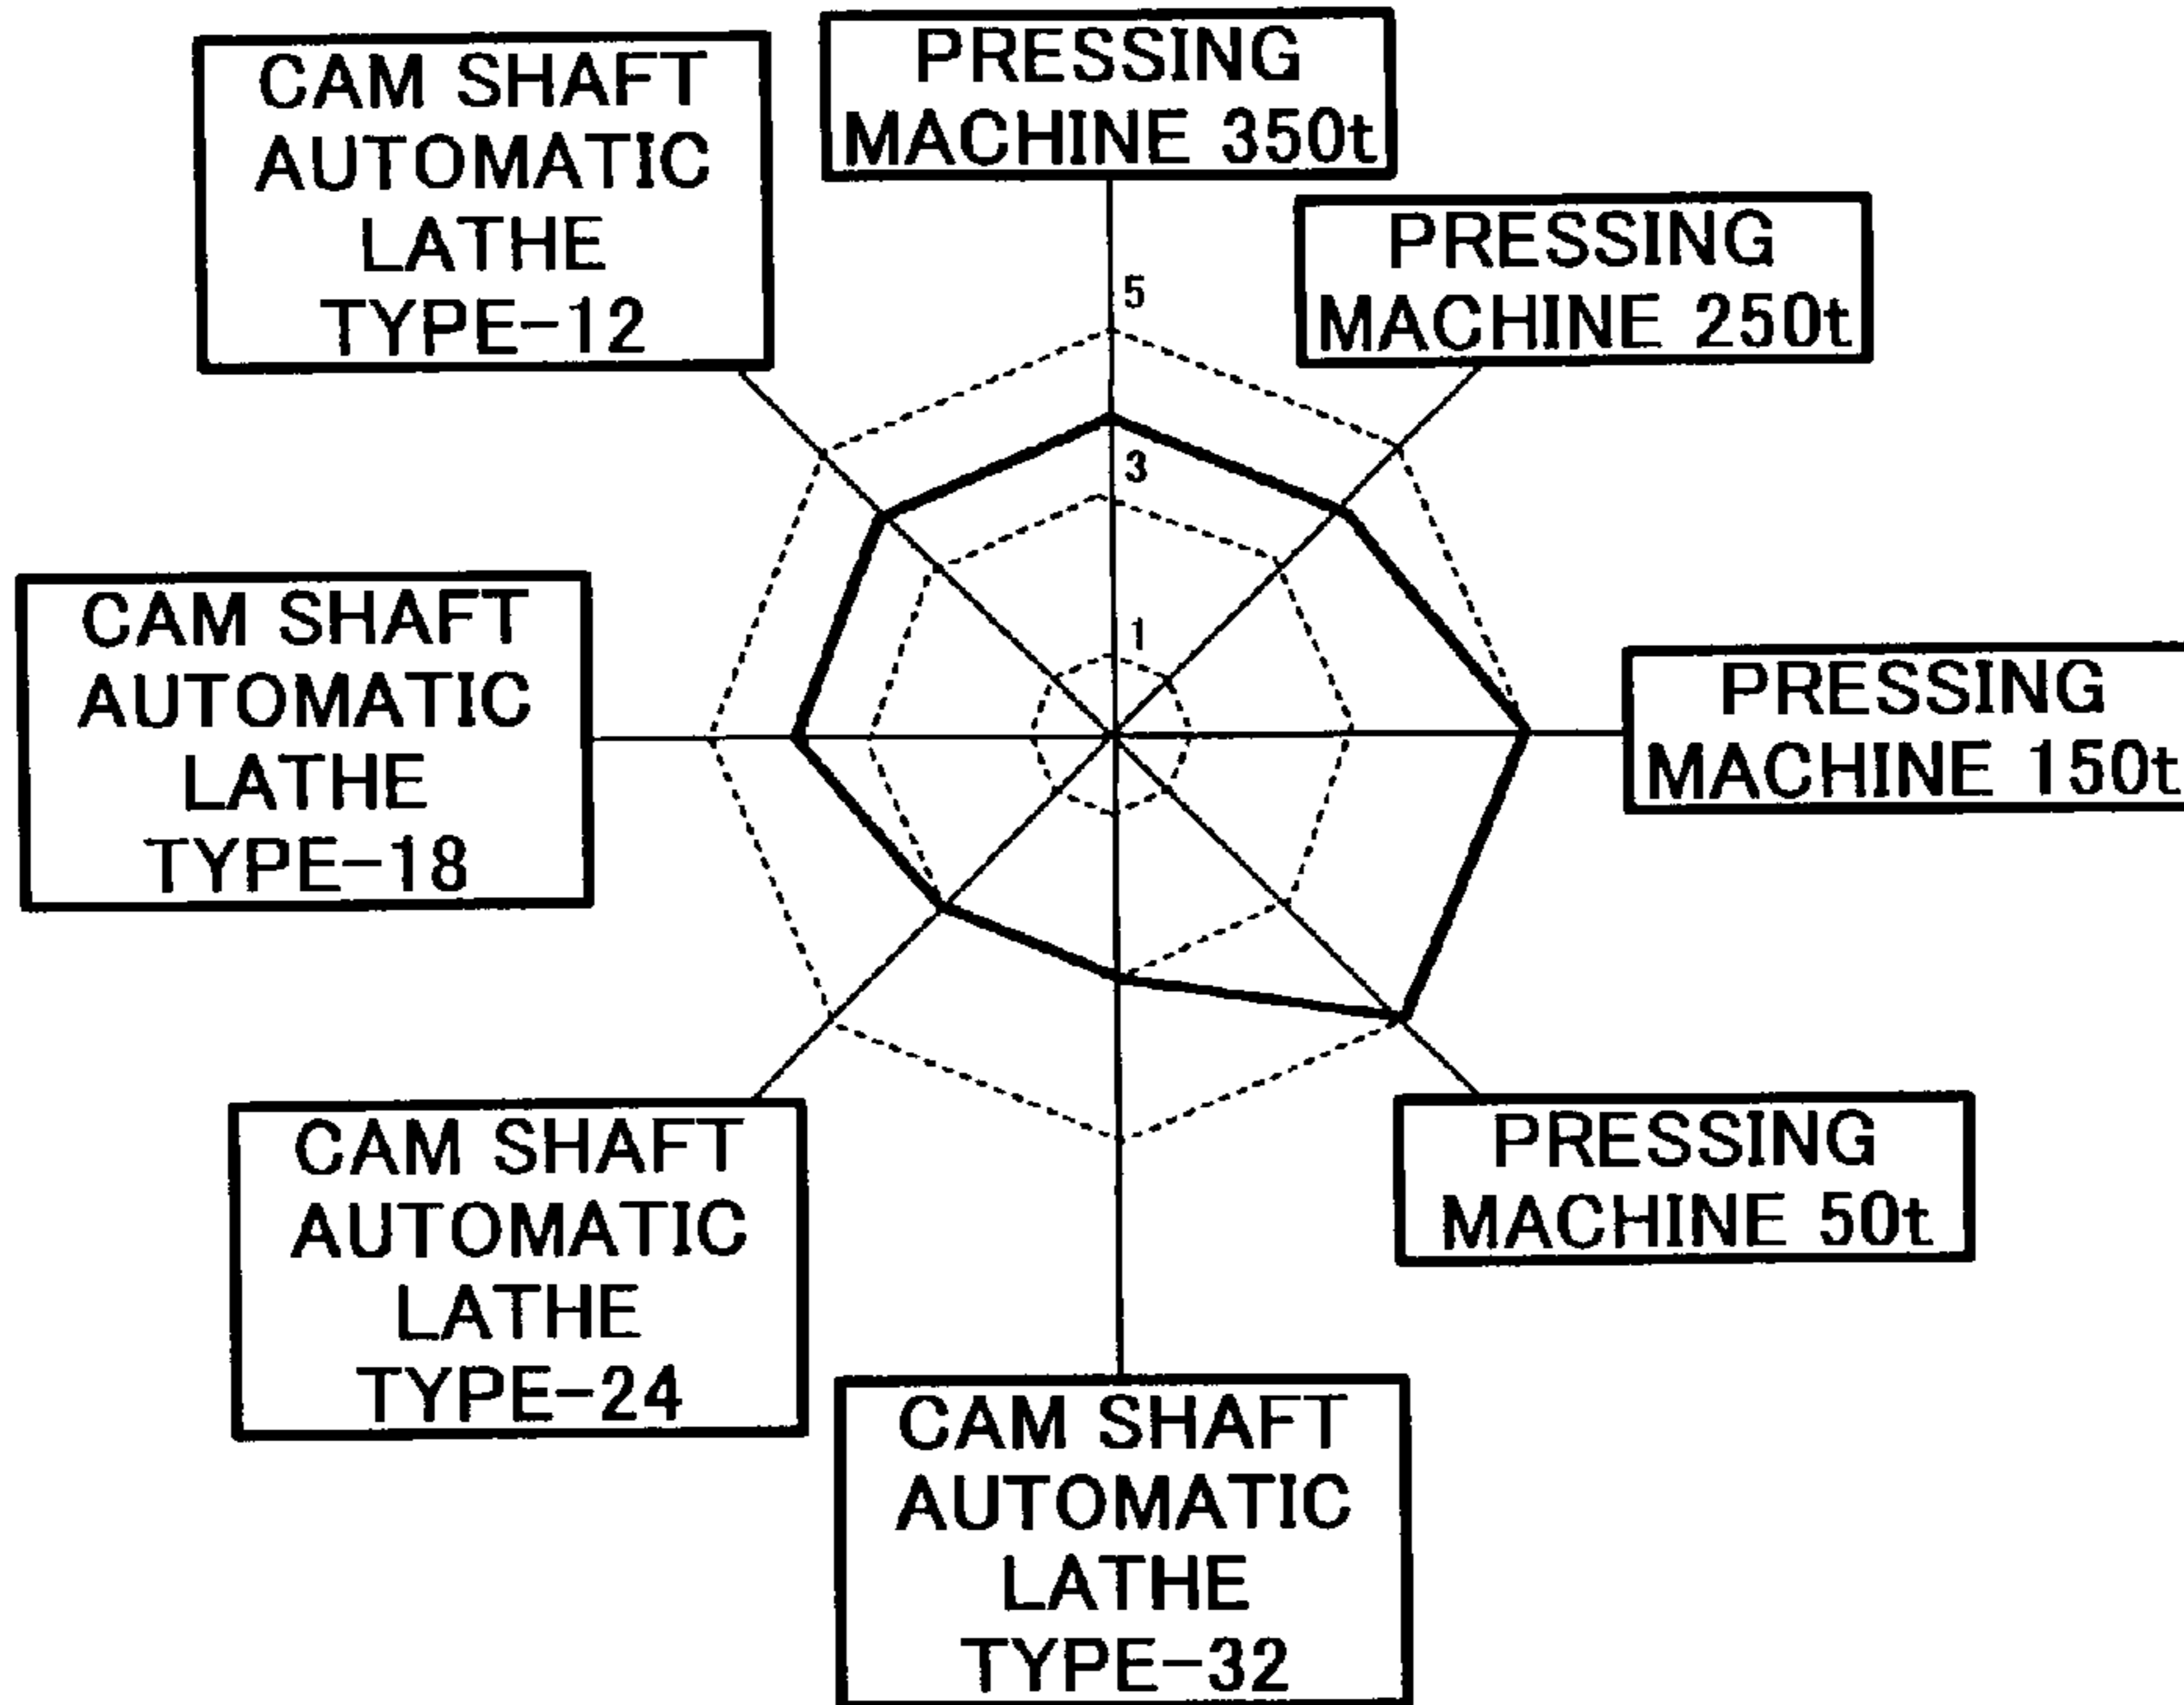 CAM SHAFT
AUTOMATIC
LATHE
TYPE-12
PRESSING
MACHINE 350t
PRESSING
MACHINE 250t
5
3
1
CAM SHAFT
AUTOMATIC
LATHE
TYPE-18
PRESSING
MACHINE 150t
CAM SHAFT
AUTOMATIC
LATHE
TYPE-24
PRESSING
MACHINE 50t
CAM SHAFT
AUTOMATIC
LATHE
TYPE-32